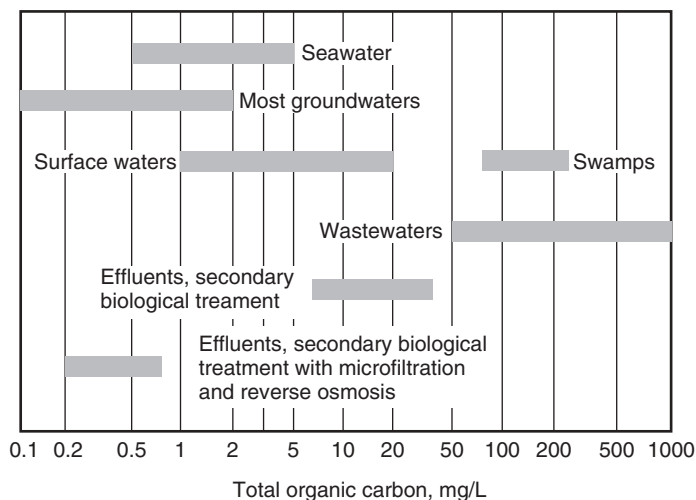 Seawater
Most groundwaters
Surface waters
Swamps
Wastewaters
Effluents, secondary
biological treament
Effluents, secondary biological
treatment with microfiltration
and reverse osmosis
0.1 0.2 0.5 1 2 5 10 20 50 100 200 500 1000
Total organic carbon, mg/L